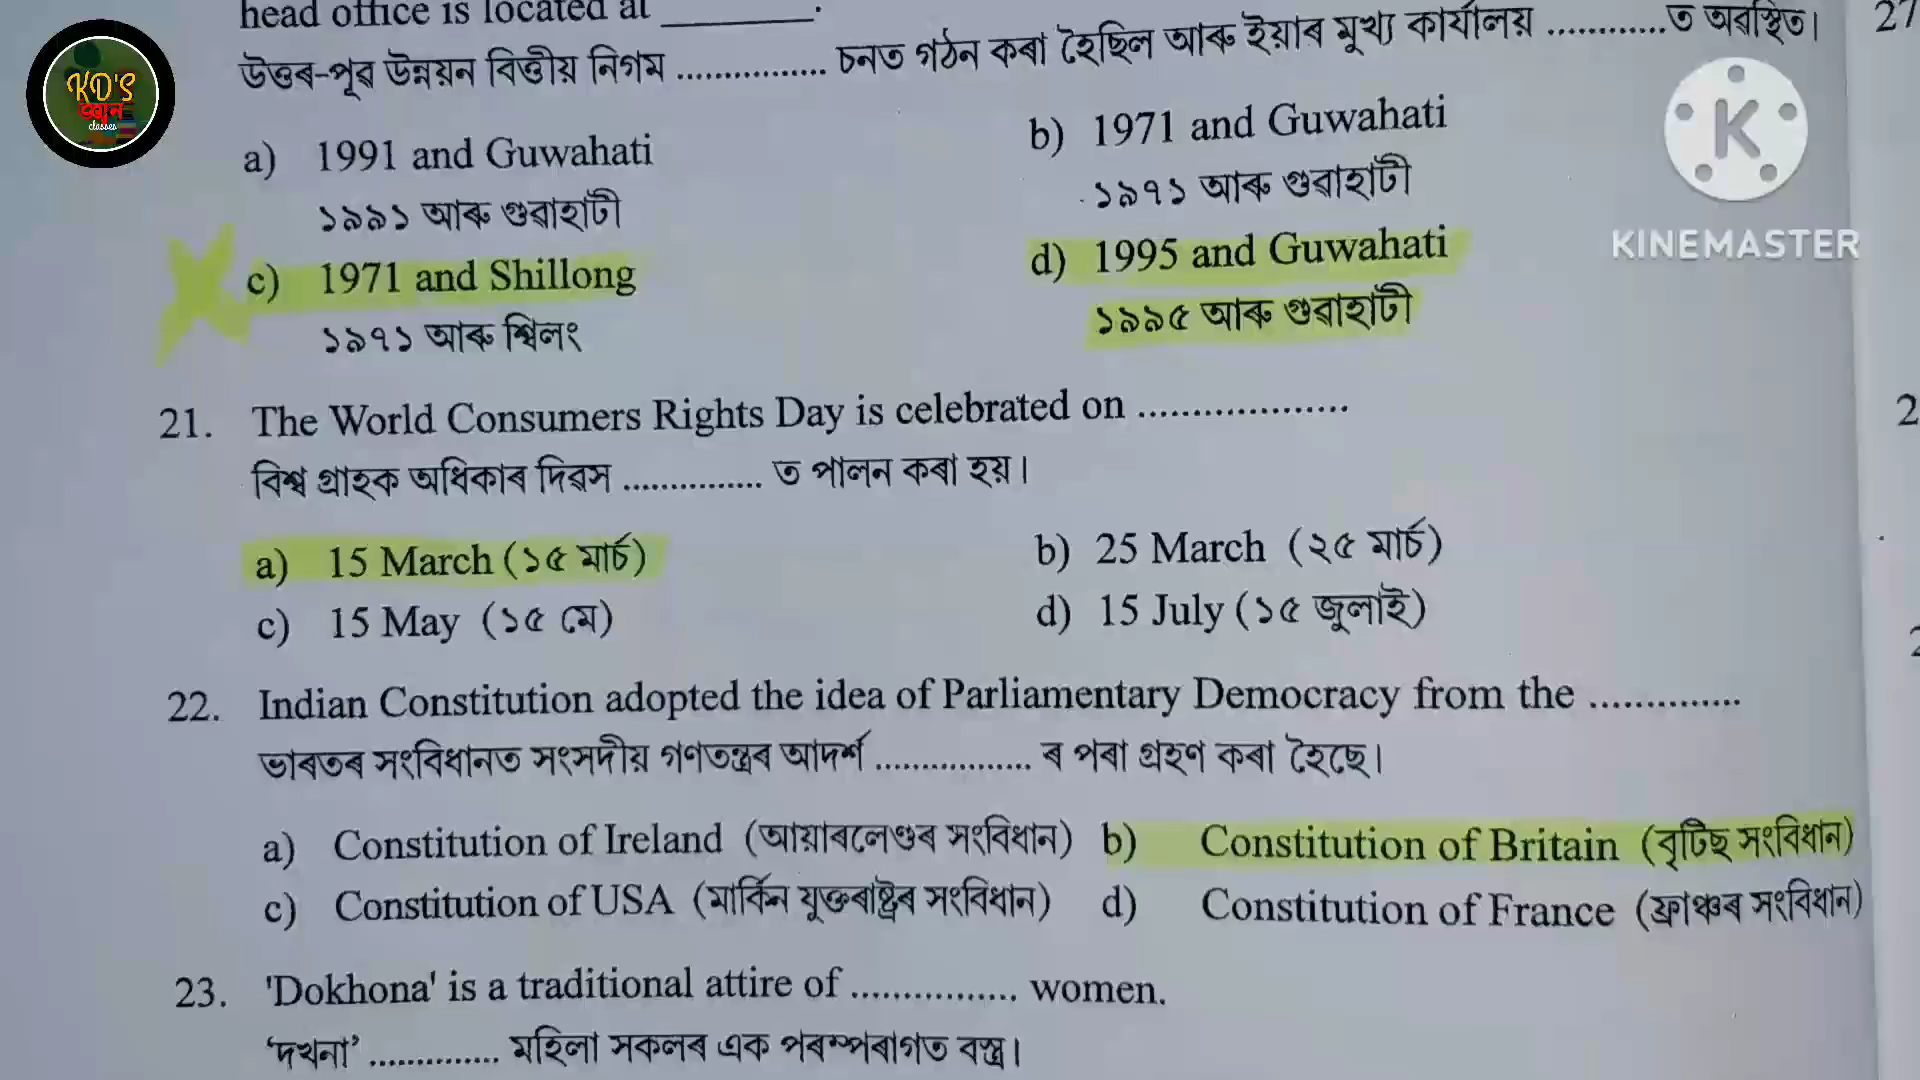 KD'S
জ্ঞান
classes
head office is located at ________.
উত্তৰ-পূৱ উন্নয়ন বিত্তীয় নিগম ................ চনত গঠন কৰা হৈছিল আৰু ইয়াৰ মুখ্য কাৰ্যালয় ............ত অৱস্থিত।
27
a) 1991 and Guwahati
b) 1971 and Guwahati
১৯৯১ আৰু গুৱাহাটী
১৯৭১ আৰু গুৱাহাটী
c) 1971 and Shillong
d) 1995 and Guwahati
১৯৭১ আৰু শ্বিলং
১৯৯৫ আৰু গুৱাহাটী
K
KINEMASTER
21. The World Consumers Rights Day is celebrated on ....................
বিশ্ব গ্ৰাহক অধিকাৰ দিৱস ............... ত পালন কৰা হয়।
a) 15 March (১৫ মাৰ্চ)
b) 25 March (২৫ মাৰ্চ)
c) 15 May (১৫ মে)
d) 15 July (১৫ জুলাই)
22. Indian Constitution adopted the idea of Parliamentary Democracy from the ..............
ভাৰতৰ সংবিধানত সংসদীয় গণতন্ত্ৰৰ আদৰ্শ ................. ৰ পৰা গ্ৰহণ কৰা হৈছে।
a) Constitution of Ireland (আয়াৰলেণ্ডৰ সংবিধান) b) Constitution of Britain (বৃটিছ সংবিধান)
c) Constitution of USA (মাৰ্কিন যুক্তৰাষ্ট্ৰৰ সংবিধান) d) Constitution of France (ফ্ৰাঞ্চৰ সংবিধান)
23. 'Dokhona' is a traditional attire of ................ women.
‘দখনা’ .............. মহিলা সকলৰ এক পৰম্পৰাগত বস্ত্ৰ।